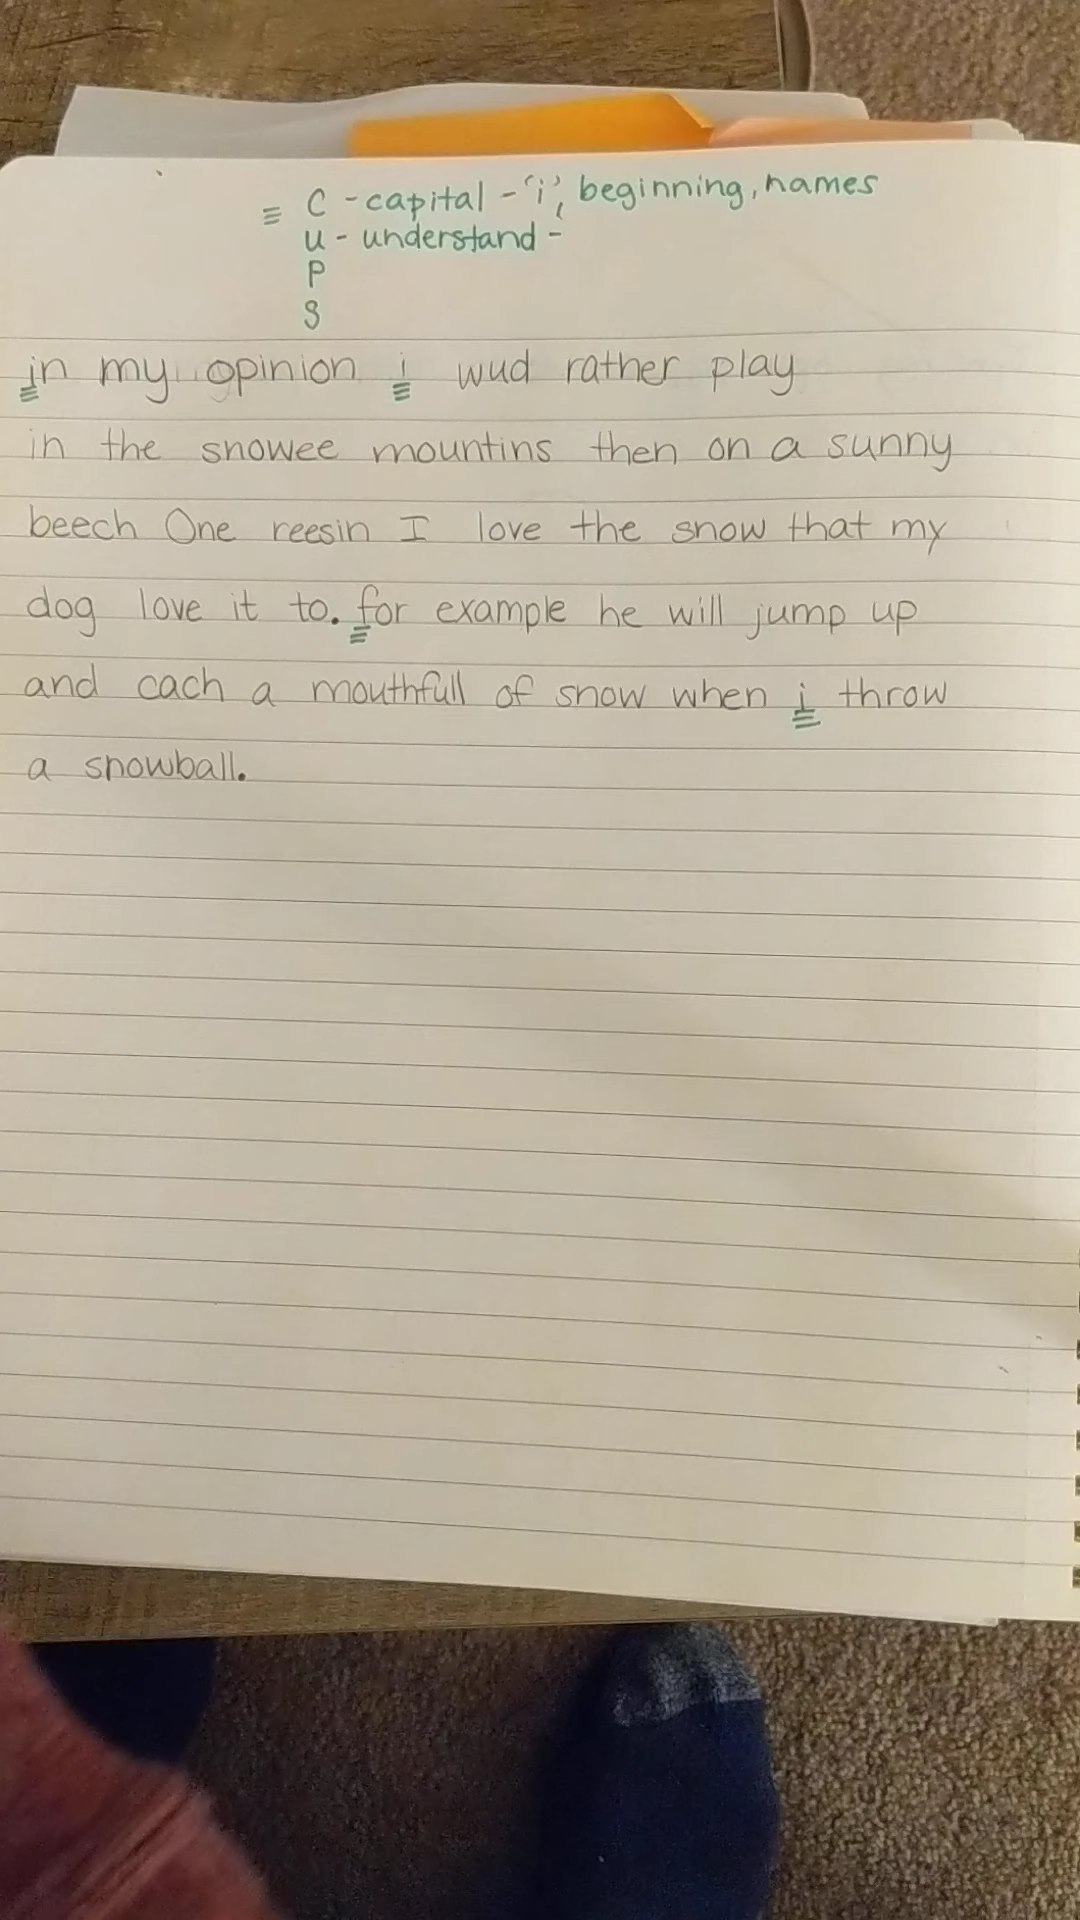 ≡ C - capital - 'i', beginning, names
U - understand -
P
S
in my opinion i wud rather play
in the snowee mountins then on a sunny
beech One reesin I love the snow that my
dog love it to. for example he will jump up
and cach a mouthfull of snow when i throw
a snowball.